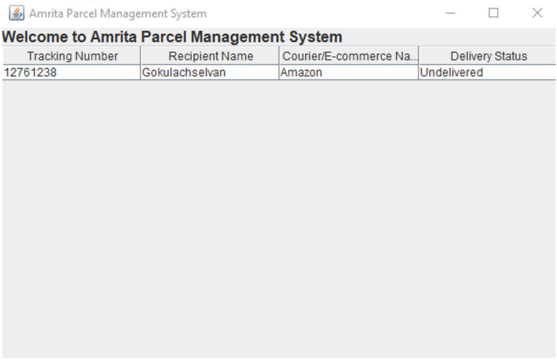 Amrita Parcel Management System
Welcome to Amrita Parcel Management System
Tracking Number Recipient Name Courier/E-commerce Na... Delivery Status
12761238 Gokulachselvan Amazon Undelivered